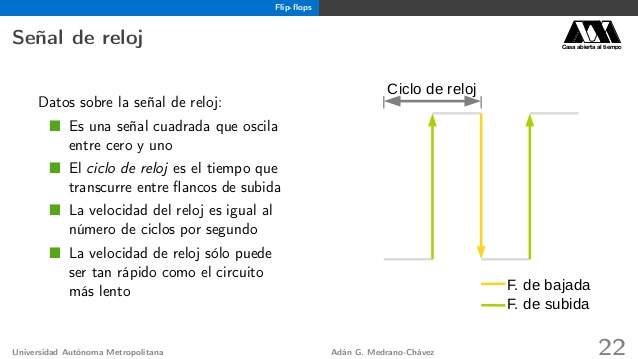 Flip-flops
Señal de reloj
Casa abierta al tiempo
Datos sobre la señal de reloj:
Es una señal cuadrada que oscila
entre cero y uno
El ciclo de reloj es el tiempo que
transcurre entre flancos de subida
La velocidad del reloj es igual al
número de ciclos por segundo
La velocidad de reloj sólo puede
ser tan rápido como el circuito
más lento
Ciclo de reloj
F. de bajada
F. de subida
Universidad Autónoma Metropolitana
Adán G. Medrano-Chávez
22